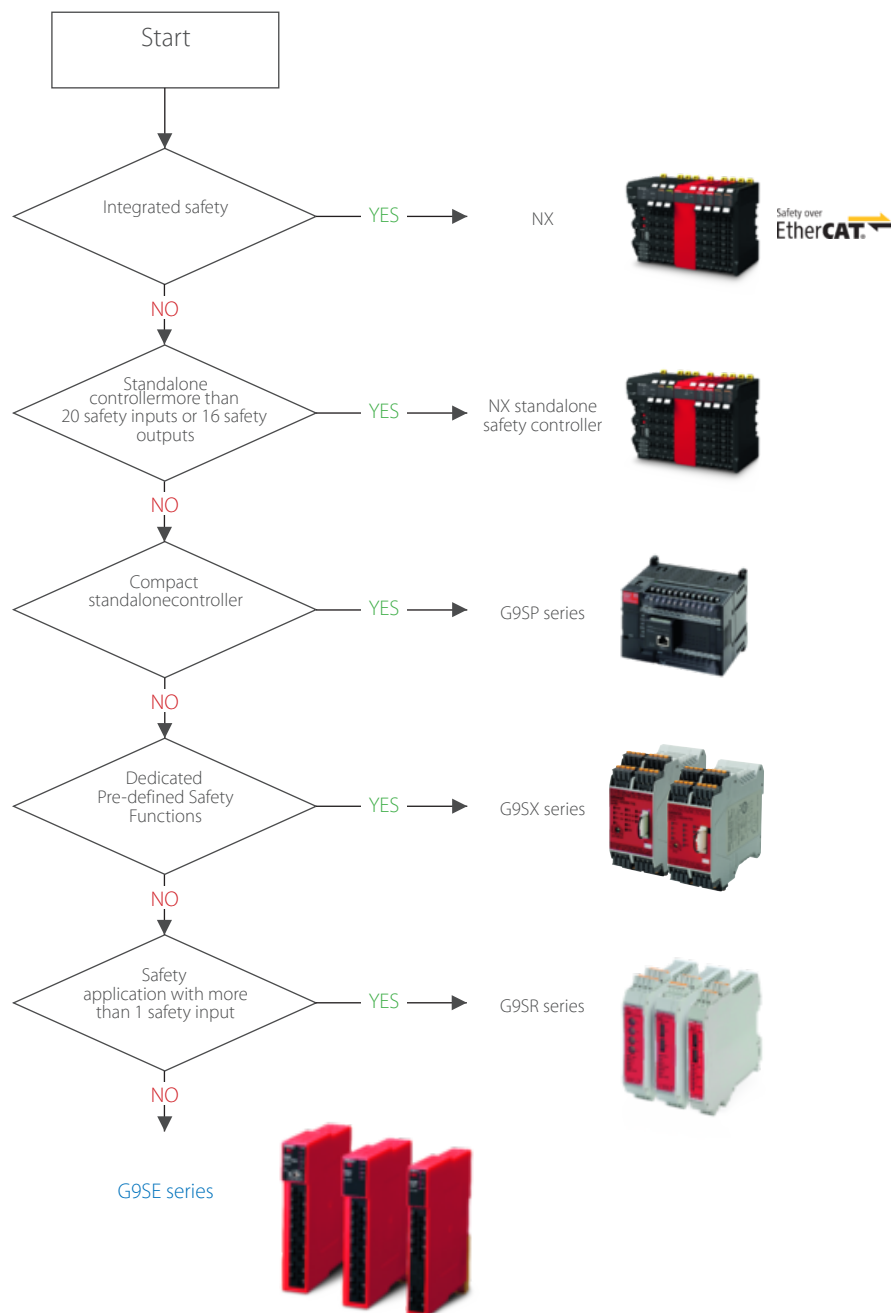 Start
Integrated safety
YES
NX
Safety over
EtherCAT®
NO
Standalone
controllermore than
20 safety inputs or 16 safety
outputs
YES
NX standalone
safety controller
NO
Compact
standalonecontroller
YES
G9SP series
NO
Dedicated
Pre-defined Safety
Functions
YES
G9SX series
NO
Safety
application with more
than 1 safety input
YES
G9SR series
NO
G9SE series